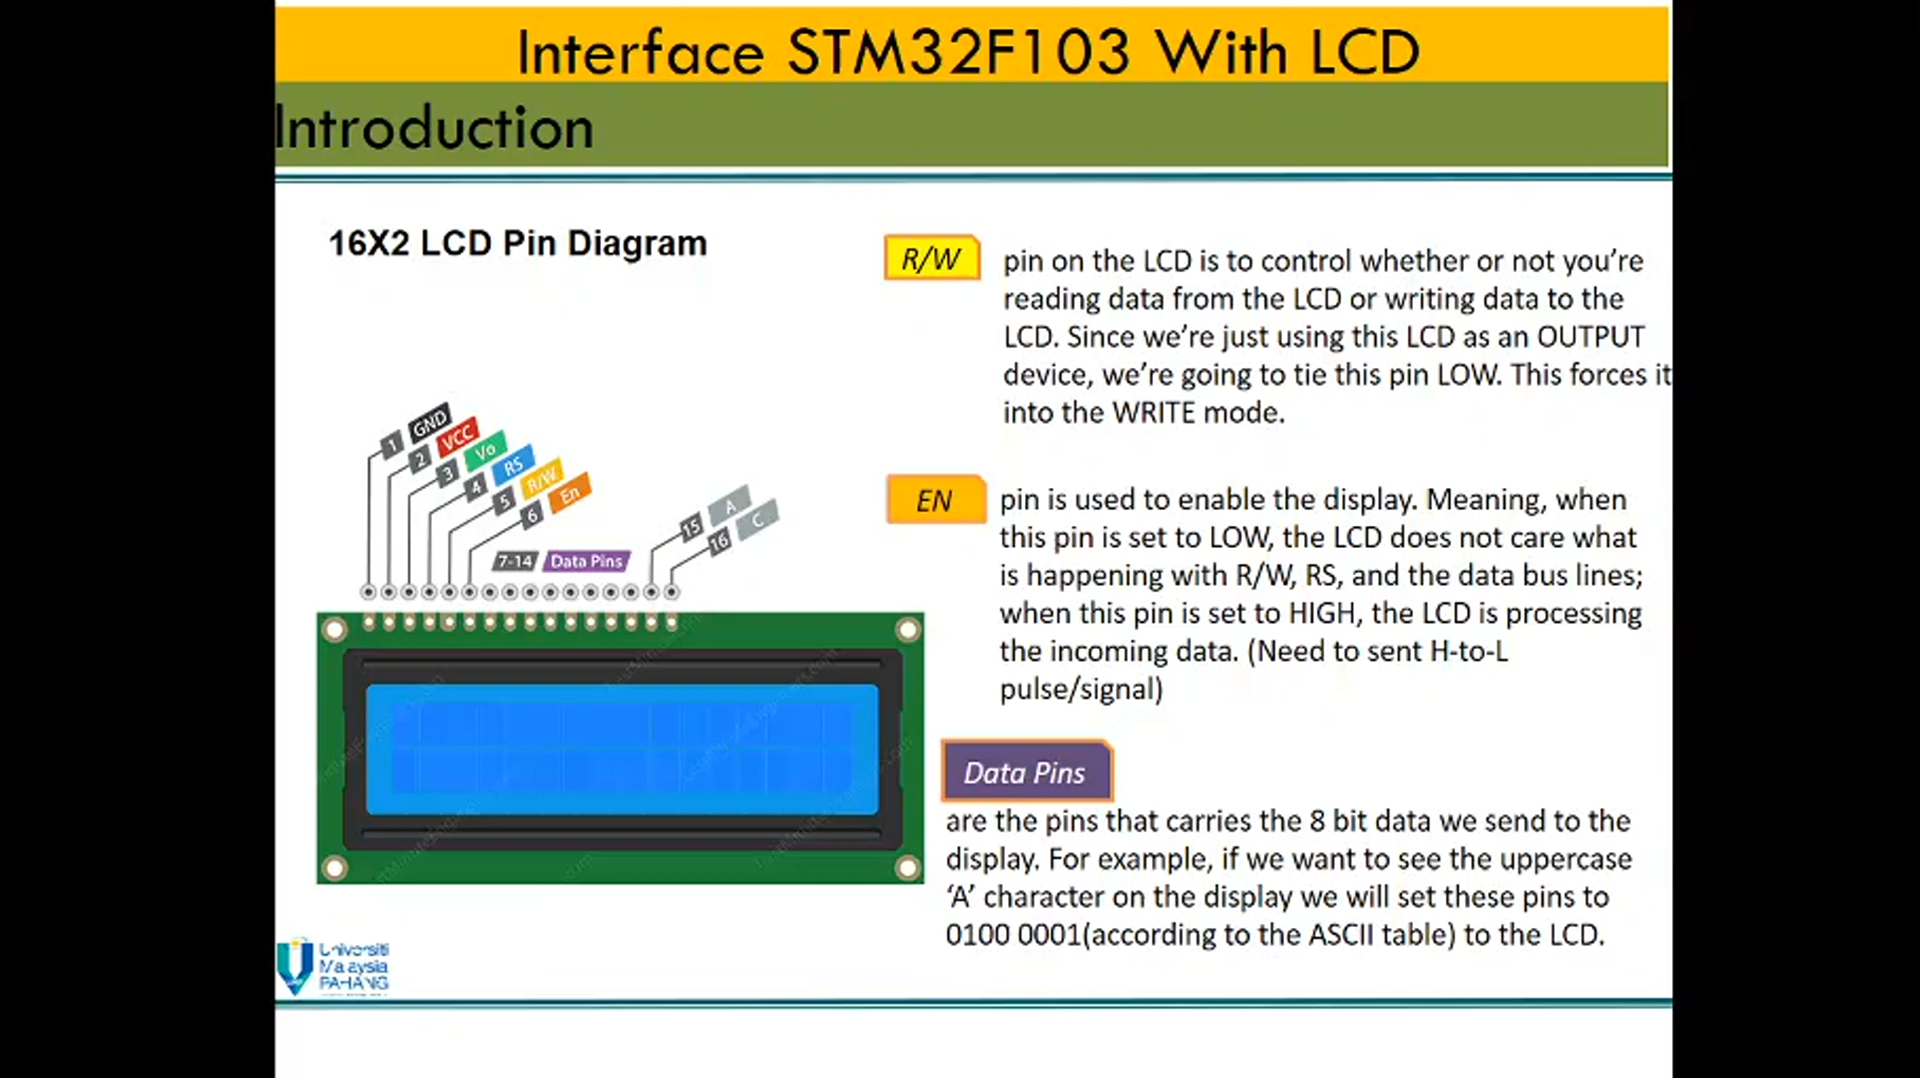 Interface STM32F103 With LCD
Introduction
16X2 LCD Pin Diagram
1 GND
2 VCC
3 Vo
4 RS
5 R/W
6 En
7-14 Data Pins
15 A
16 C
R/W
pin on the LCD is to control whether or not you're
reading data from the LCD or writing data to the
LCD. Since we're just using this LCD as an OUTPUT
device, we're going to tie this pin LOW. This forces it
into the WRITE mode.
EN
pin is used to enable the display. Meaning, when
this pin is set to LOW, the LCD does not care what
is happening with R/W, RS, and the data bus lines;
when this pin is set to HIGH, the LCD is processing
the incoming data. (Need to sent H-to-L
pulse/signal)
Data Pins
are the pins that carries the 8 bit data we send to the
display. For example, if we want to see the uppercase
‘A’ character on the display we will set these pins to
0100 0001(according to the ASCII table) to the LCD.
Universiti
Malaysia
PAHANG